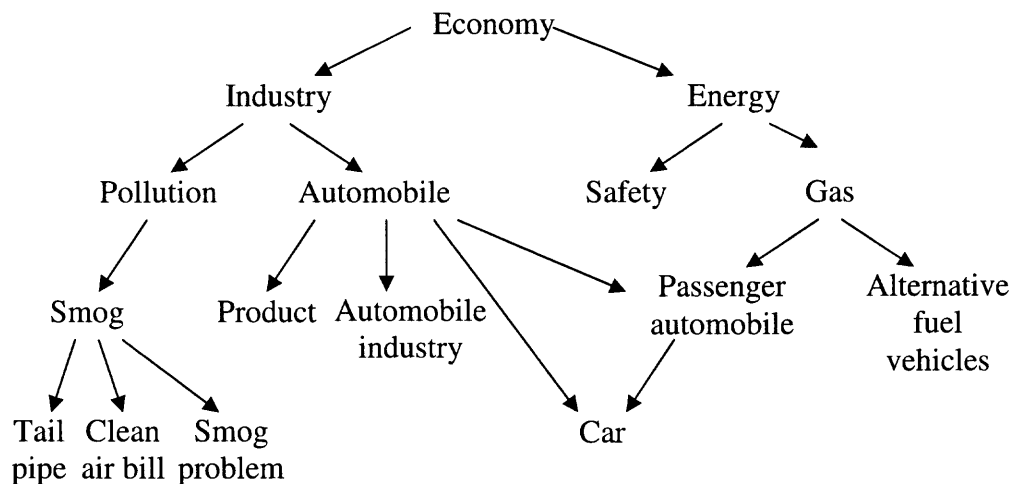 Economy
Industry Energy
Pollution Automobile Safety Gas
Smog Product Automobile
industry
Passenger
automobile
Alternative
fuel
vehicles
Tail
pipe
Clean
air bill
Smog
problem
Car